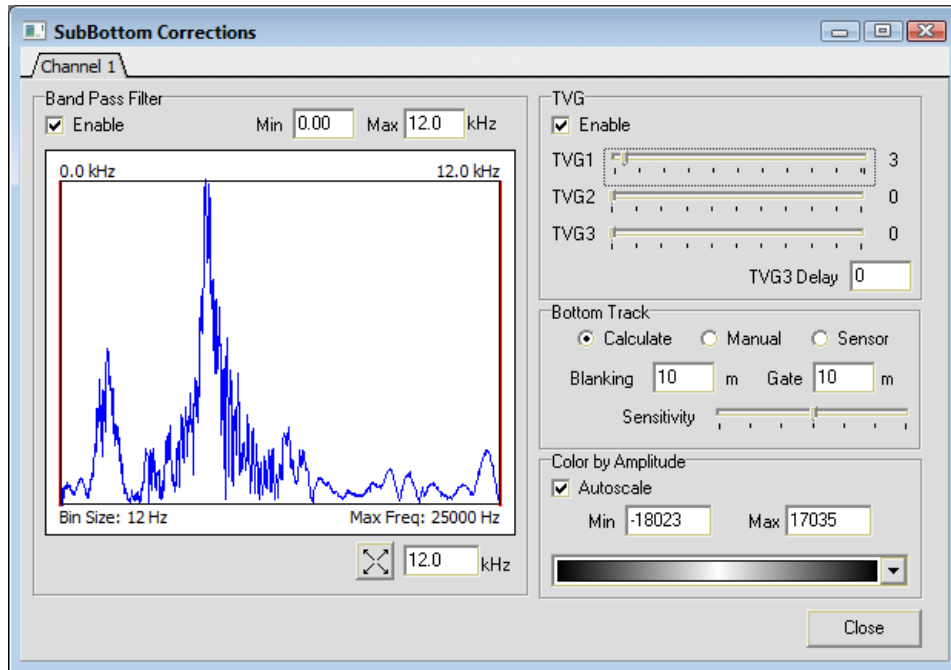 SubBottom Corrections
Channel 1
Band Pass Filter
Enable Min 0.00 Max 12.0 kHz
0.0 kHz 12.0 kHz
Bin Size: 12 Hz Max Freq: 25000 Hz
12.0 kHz
TVG
Enable
TVG1 3
TVG2 0
TVG3 0
TVG3 Delay 0
Bottom Track
Calculate Manual Sensor
Blanking 10 m Gate 10 m
Sensitivity
Color by Amplitude
Autoscale
Min -18023 Max 17035
Close